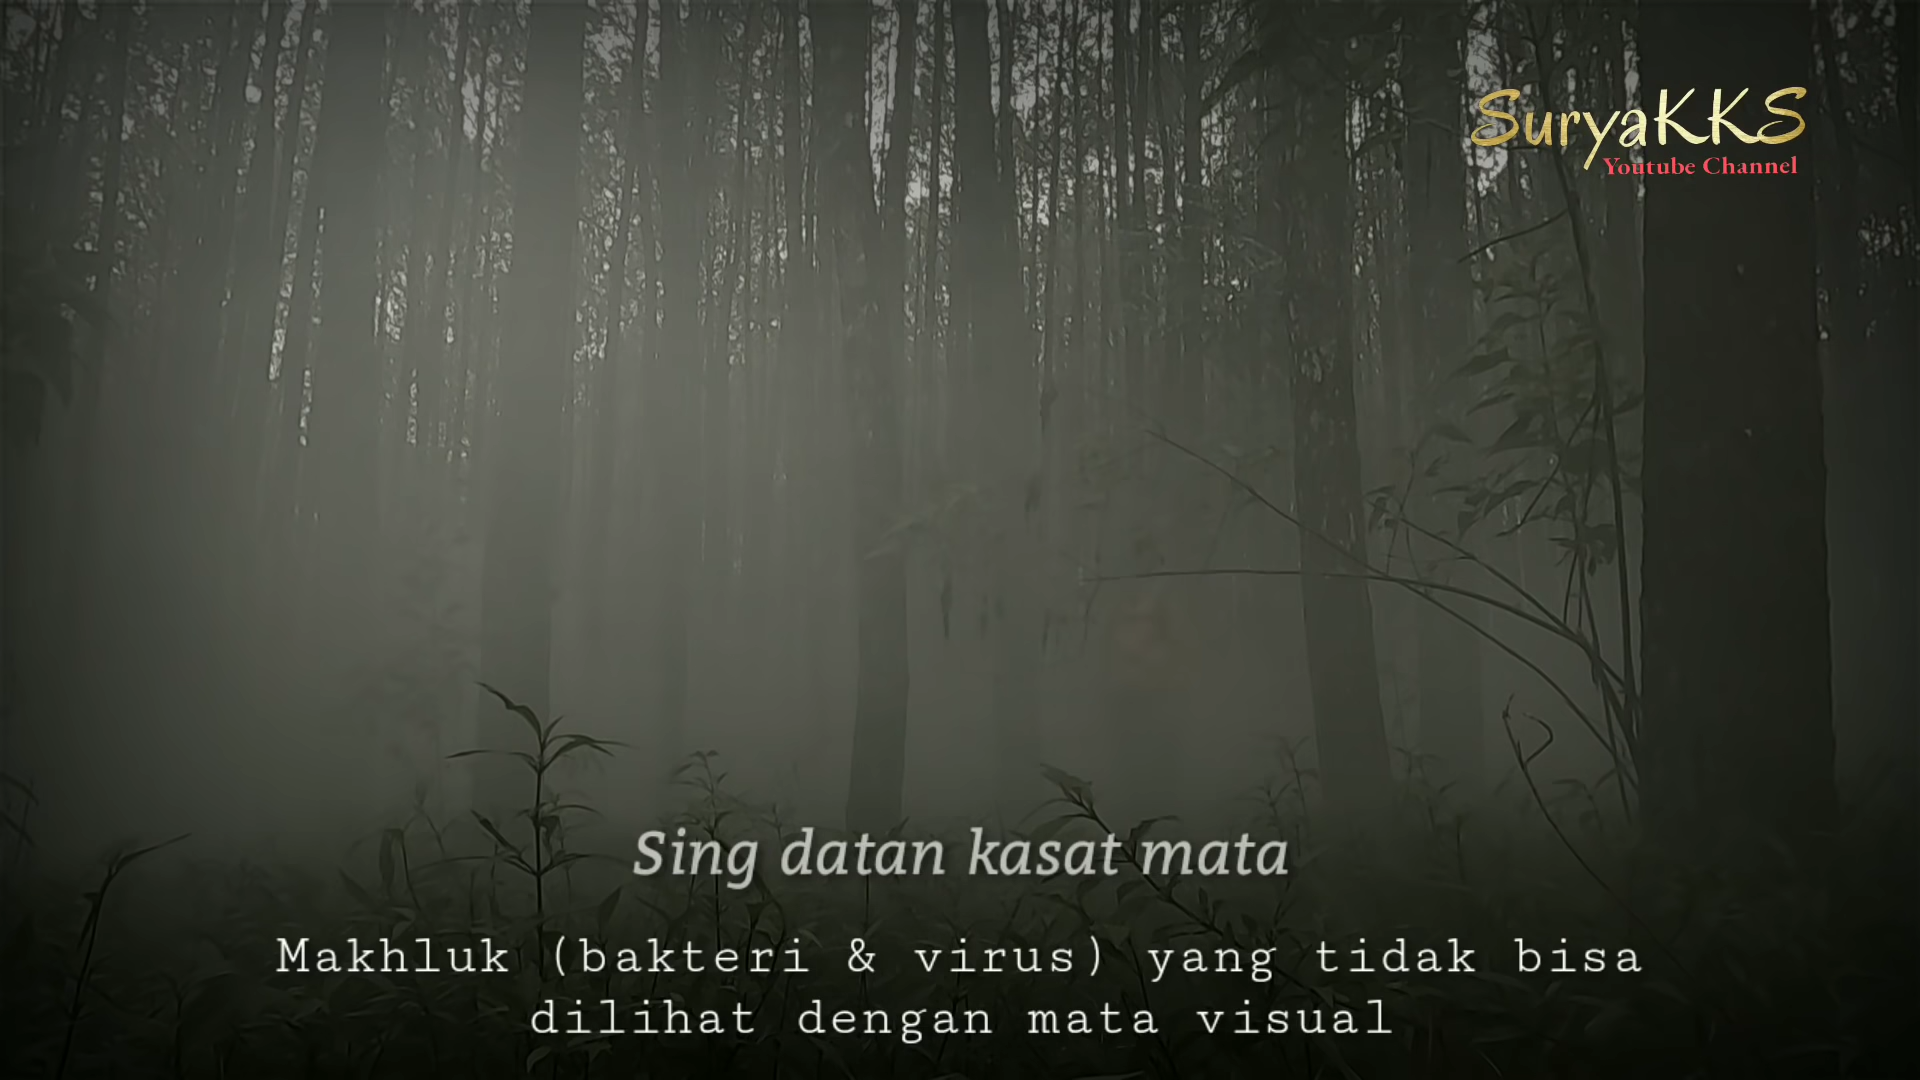 SuryaKKS
Youtube Channel
Sing datan kasat mata
Makhluk (bakteri & virus) yang tidak bisa
dilihat dengan mata visual